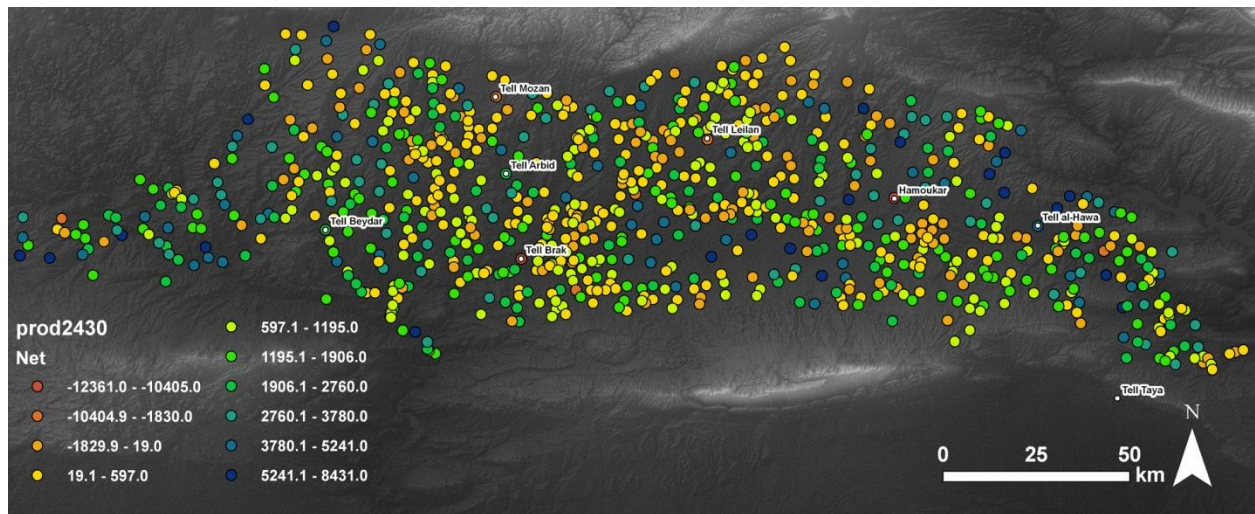 Tell Mozan
Tell Leilan
Tell Arbid
Hamoukar
Tell al-Hawa
Tell Beydar
Tell Brak
prod2430
Net
-12361.0 - -10405.0
-10404.9 - -1830.0
-1829.9 - 19.0
19.1 - 597.0
597.1 - 1195.0
1195.1 - 1906.0
1906.1 - 2760.0
2760.1 - 3780.0
3780.1 - 5241.0
5241.1 - 8431.0
Tell Taya
N
0 25 50
km